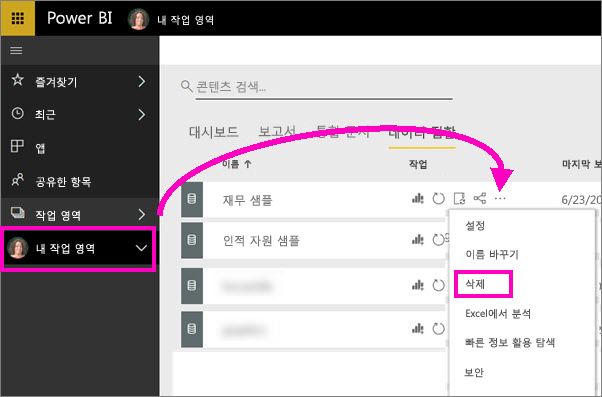 Power BI 내 작업 영역
즐겨찾기
최근
앱
공유한 항목
작업 영역
내 작업 영역
콘텐츠 검색...
대시보드 보고서 통합 문서 데이터 집합
이름 작업 마지막 보
재무 샘플 6/23/20
인적 자원 샘플
설정
이름 바꾸기
삭제
Excel에서 분석
빠른 정보 활용 탐색
보안